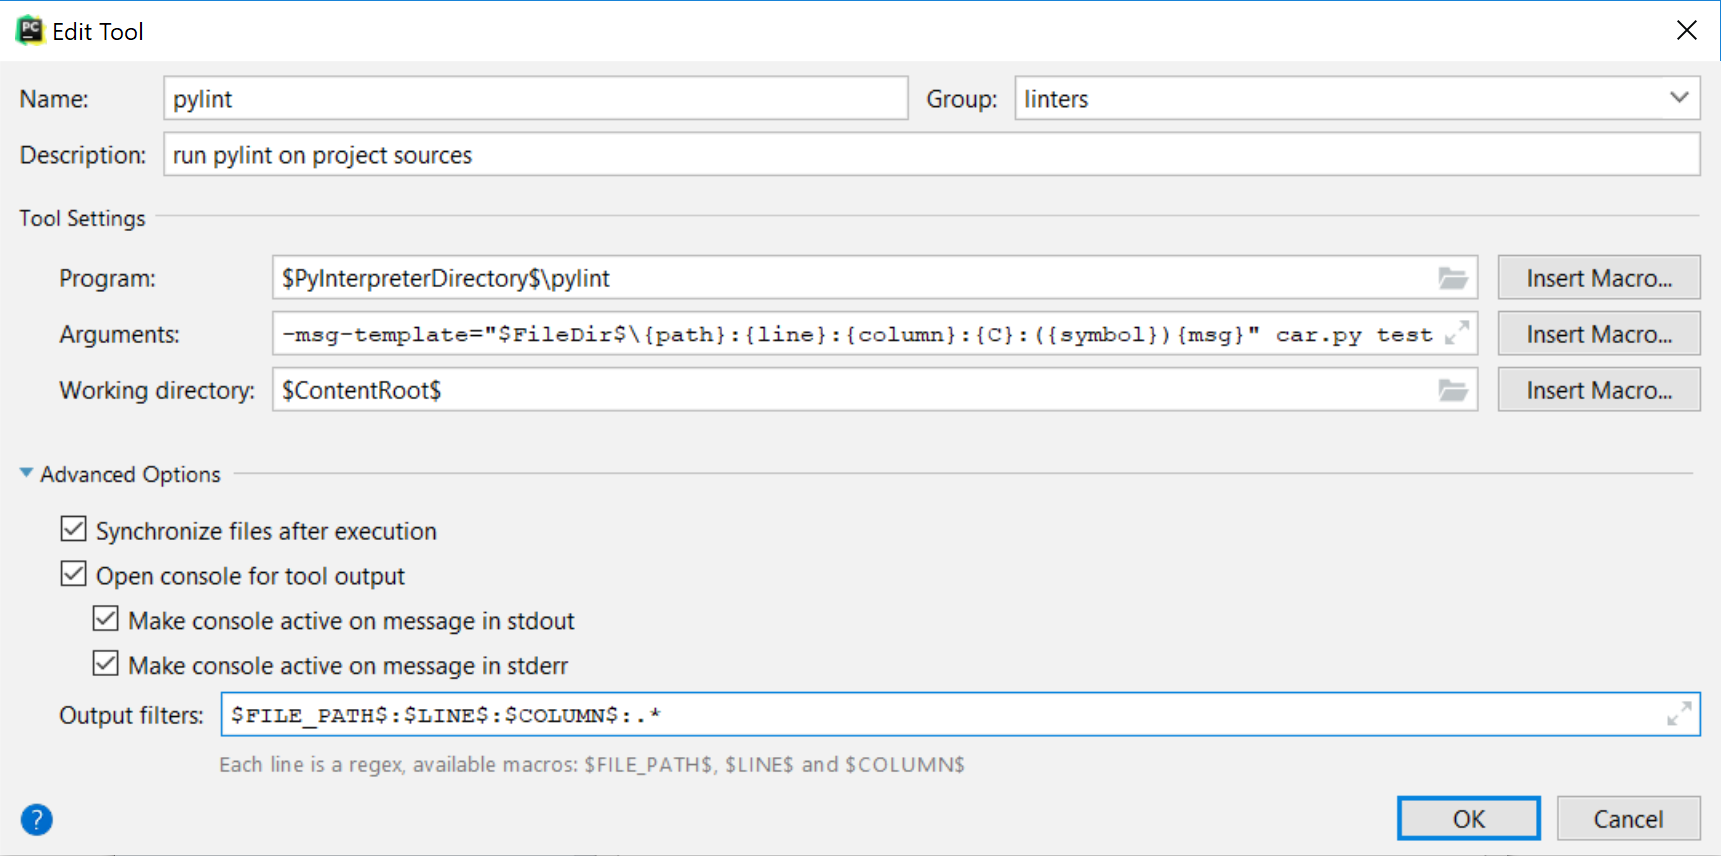 PC Edit Tool
Name: pylint Group: linters
Description: run pylint on project sources
Tool Settings
Program: $PyInterpreterDirectory$\pylint Insert Macro...
Arguments: -msg-template="$FileDir$\{path}:{line}:{column}:{C}:({symbol}){msg}" car.py test Insert Macro...
Working directory: $ContentRoot$ Insert Macro...
Advanced Options
Synchronize files after execution
Open console for tool output
Make console active on message in stdout
Make console active on message in stderr
Output filters: $FILE_PATH$:$LINE$:$COLUMN$:.*
Each line is a regex, available macros: $FILE_PATH$, $LINE$ and $COLUMN$
? OK Cancel